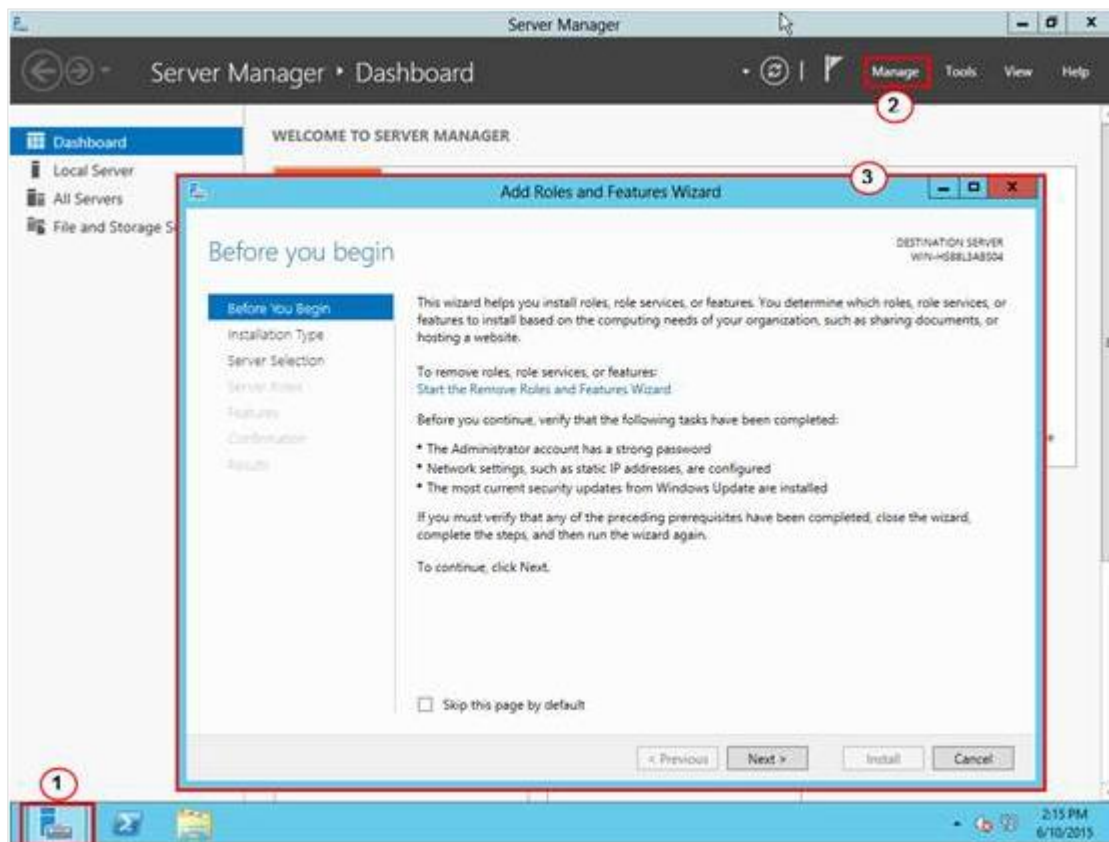 Server Manager
Server Manager • Dashboard
Manage Tools View Help
2
Dashboard
Local Server
All Servers
File and Storage S
WELCOME TO SERVER MANAGER
3
Add Roles and Features Wizard
Before you begin
DESTINATION SERVER
Before You Begin
Installation Type
Server Selection
Server Roles
Features
Confirmation
Results
This wizard helps you install roles, role services, or features. You determine which roles, role services, or
features to install based on the computing needs of your organization, such as sharing documents, or
hosting a website.
To remove roles, role services, or features:
Start the Remove Roles and Features Wizard
Before you continue, verify that the following tasks have been completed:
• The Administrator account has a strong password
• Network settings, such as static IP addresses, are configured
• The most current security updates from Windows Update are installed
If you must verify that any of the preceding prerequisites have been completed, close the wizard,
complete the steps, and then run the wizard again.
To continue, click Next.
Skip this page by default
< Previous Next > Install Cancel
1
2:15 PM
6/10/2015